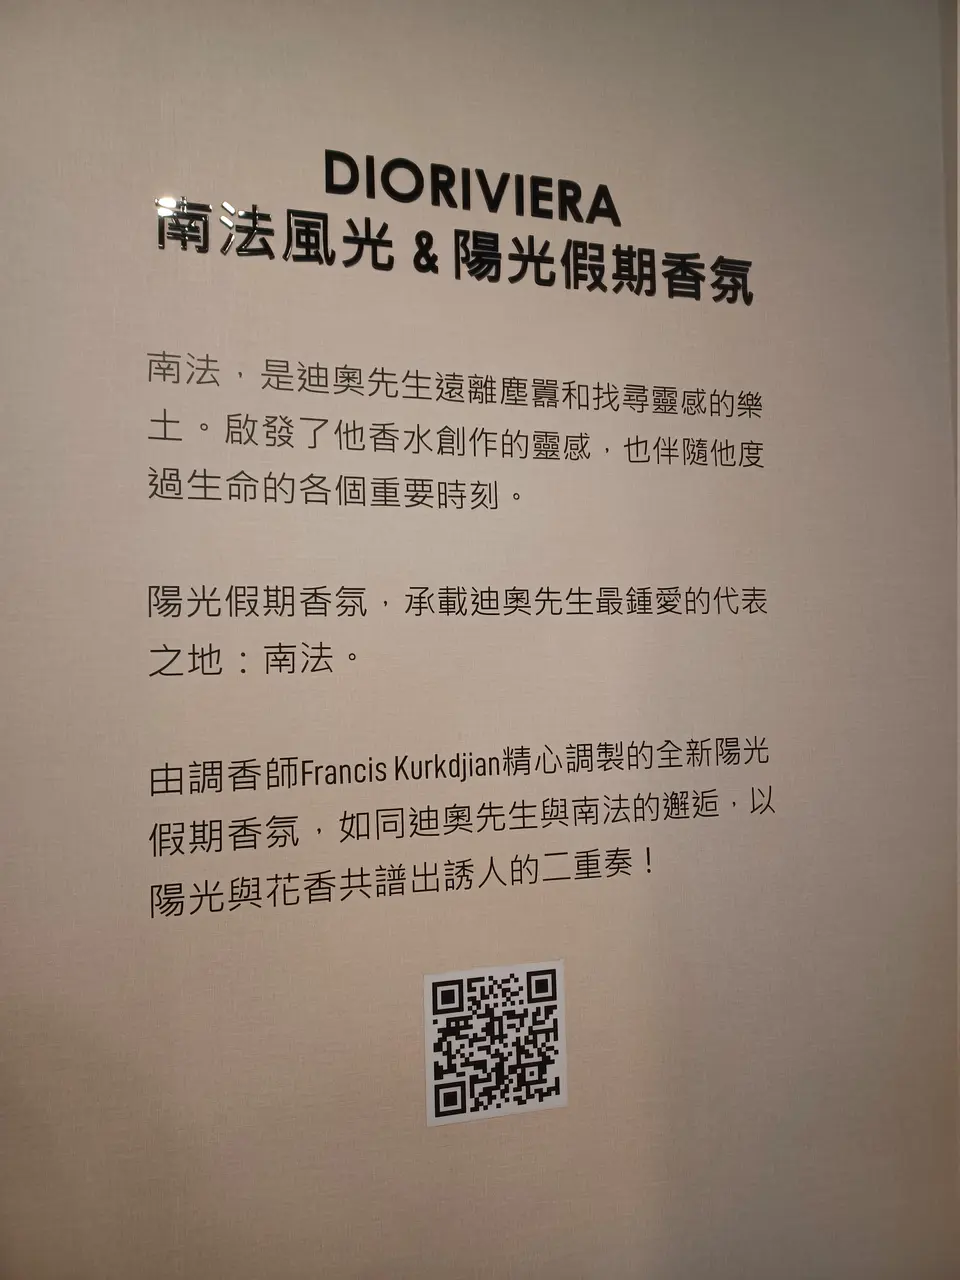 DIORIVIERA
南法風光 & 陽光假期香氛
南法，是迪奧先生遠離塵囂和找尋靈感的樂
土。啟發了他香水創作的靈感，也伴隨他度
過生命的各個重要時刻。
陽光假期香氛，承載迪奧先生最鍾愛的代表
之地：南法。
由調香師Francis Kurkdjian精心調製的全新陽光
假期香氛，如同迪奧先生與南法的邂逅，以
陽光與花香共譜出誘人的二重奏！